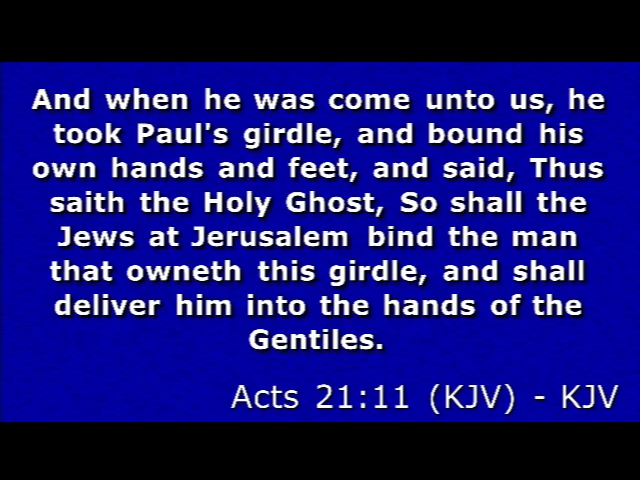 And when he was come unto us, he
took Paul's girdle, and bound his
own hands and feet, and said, Thus
saith the Holy Ghost, So shall the
Jews at Jerusalem bind the man
that owneth this girdle, and shall
deliver him into the hands of the
Gentiles.
Acts 21:11 (KJV) - KJV